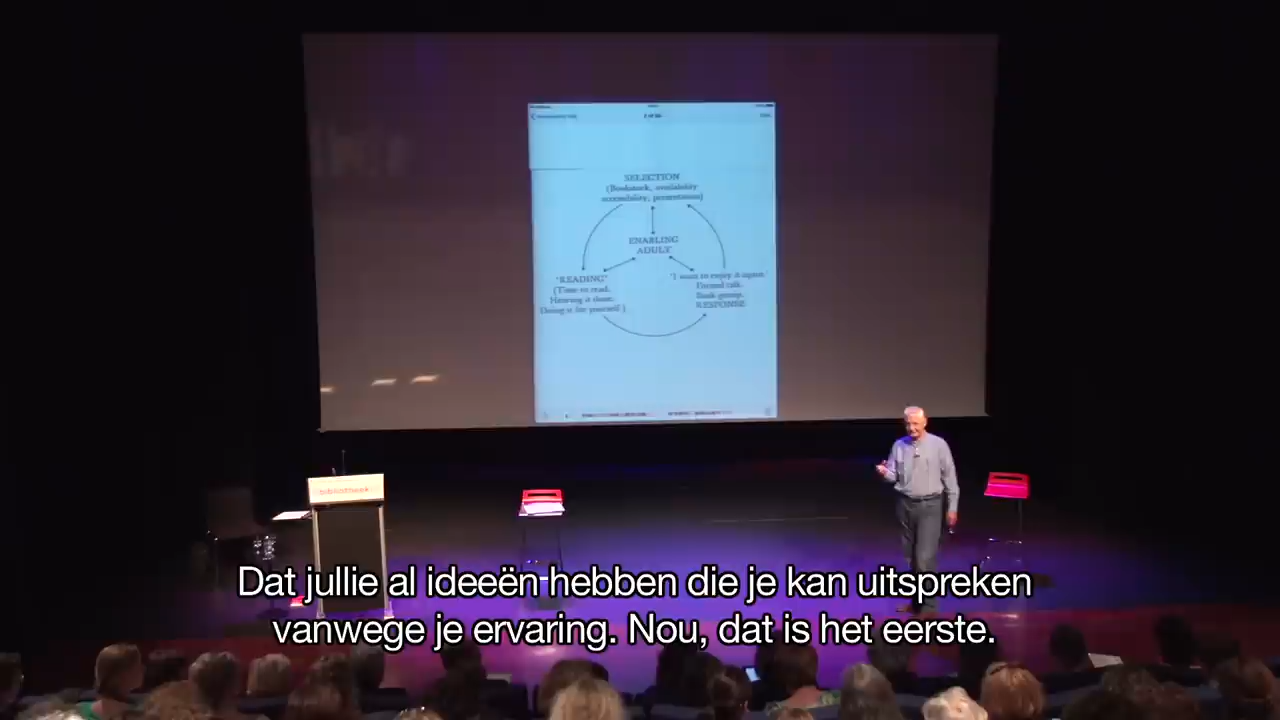 SELECTION
(Bookstock, availability
accessibility, presentation)
ENABLING
ADULT
"READING"
(Time to read.
Hearing it done.
Doing it for yourself.)
"I want to enjoy it again."
Formal talk.
Book gossip.
RESPONSE
bibliotheek
Dat jullie al ideeën hebben die je kan uitspreken
vanwege je ervaring. Nou, dat is het eerste.